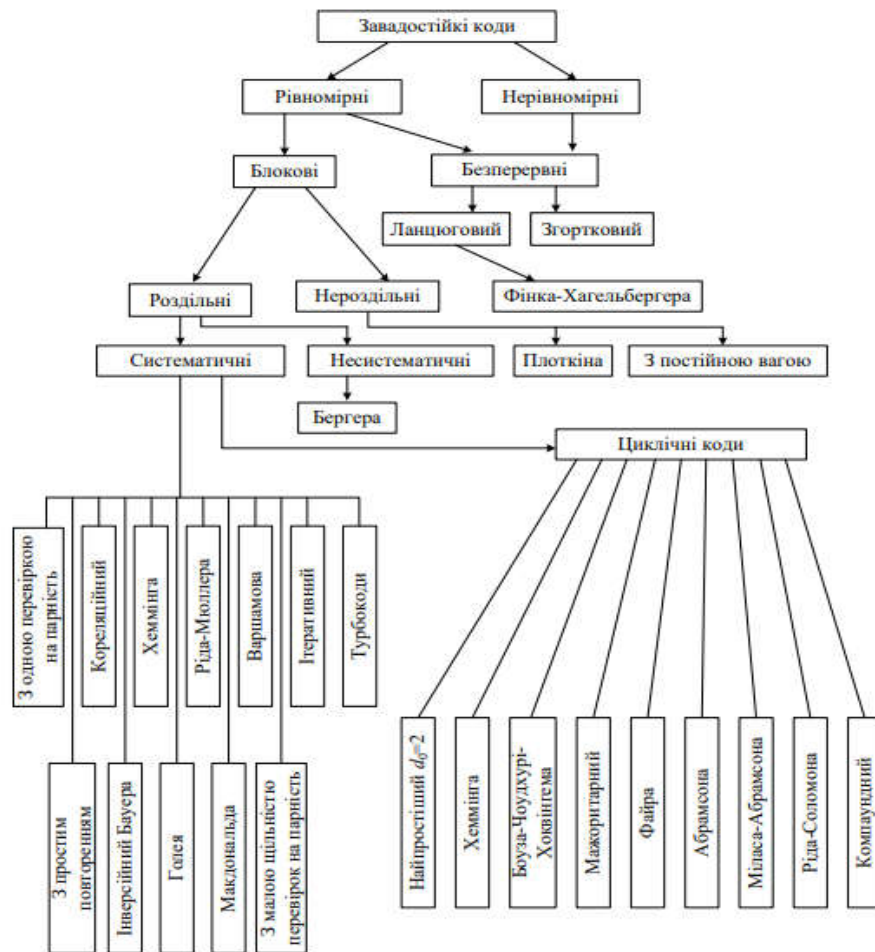 Завадостійкі коди
Рівномірні
Нерівномірні
Блокові
Безперервні
Ланцюговий
Згортковий
Роздільні
Нероздільні
Фінка-Хагельбергера
Систематичні
Несистематичні
Плоткіна
З постійною вагою
Бергера
Циклічні коди
З одною перевіркою
на парність
Кореляційний
Хеммінга
Ріда-Мюллера
Варшамова
Ітеративний
Турбокоди
З простим
повторенням
Інверсійний Бауера
Голея
Макдональда
З малою щільністю
перевірок на парність
Найпростіший d₀=2
Хеммінга
Боуза-Чоудхурі-
Хоквінгема
Мажоритарний
Файра
Абрамсона
Міласа-Абрамсона
Ріда-Соломона
Компаундний